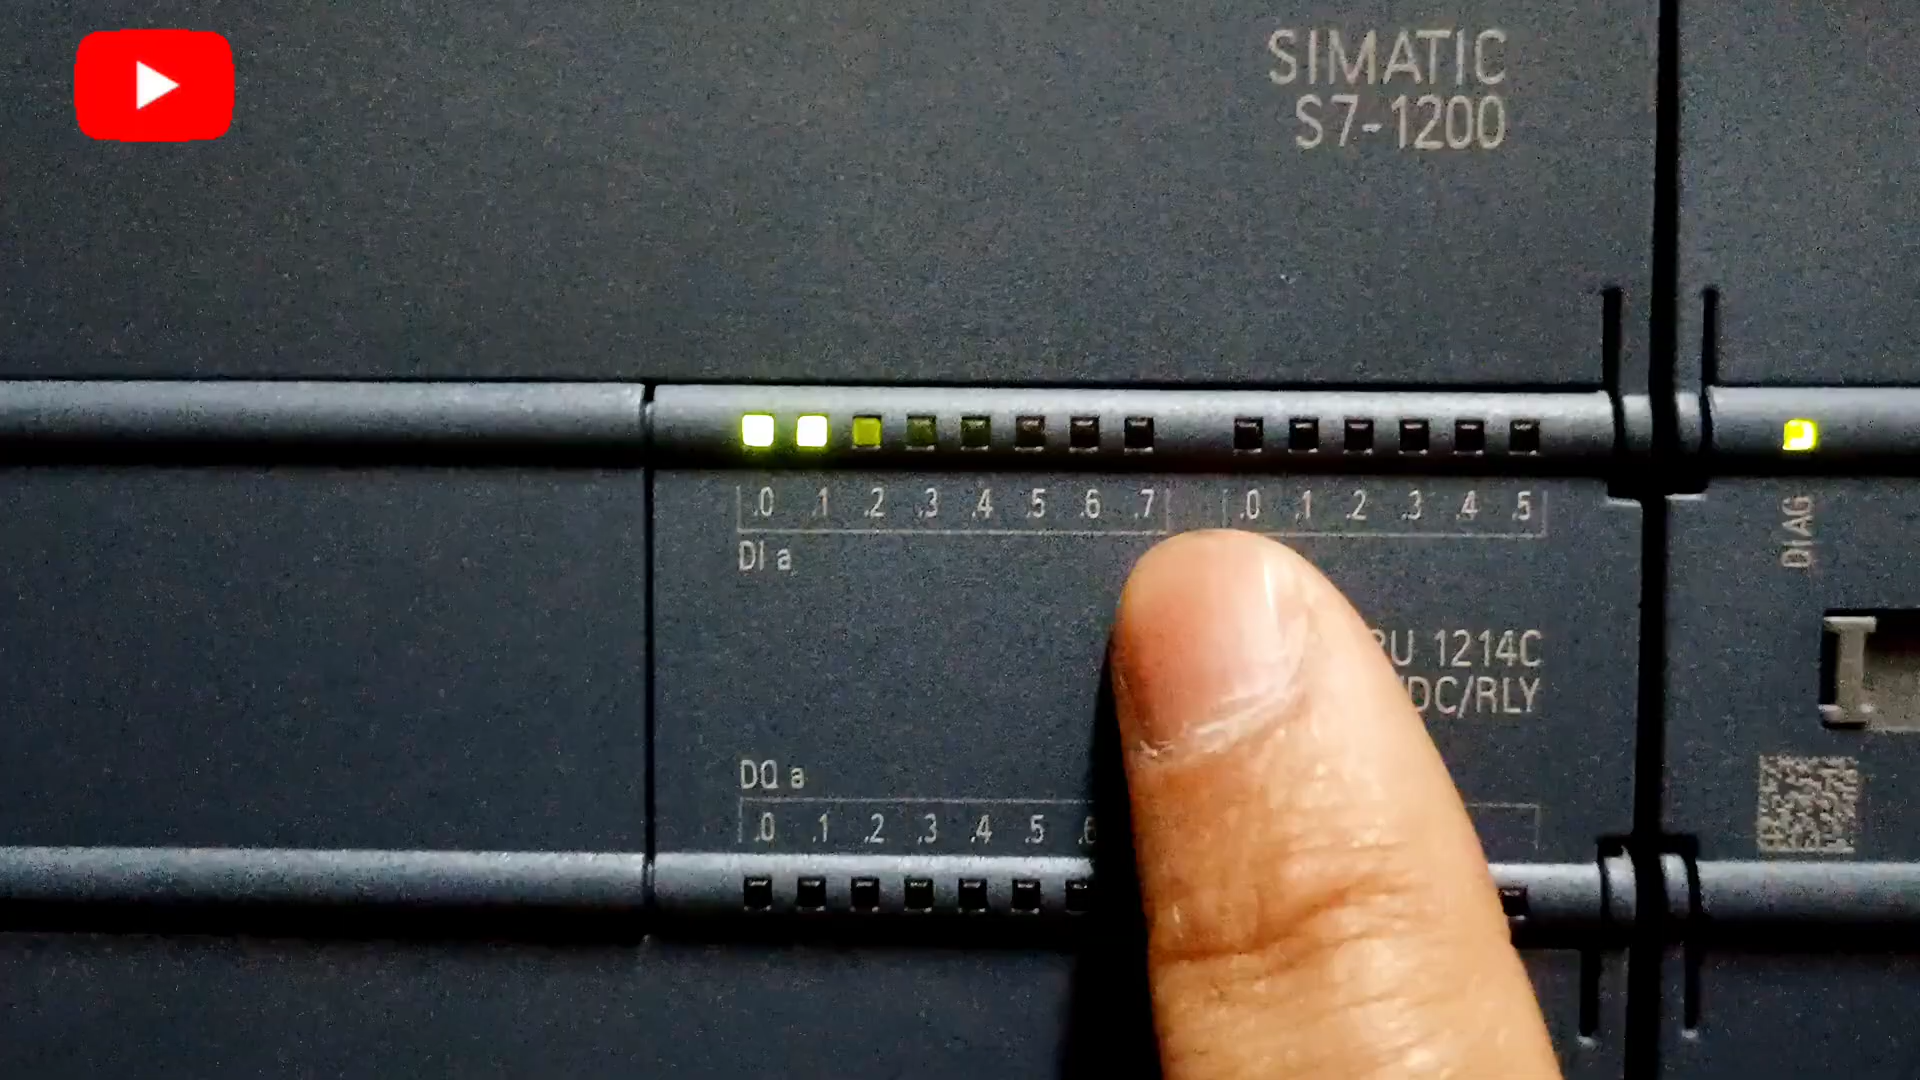 SIMATIC
S7-1200
.0 .1 .2 .3 .4 .5 .6 .7 .0 .1 .2 .3 .4 .5
DI a
DIAG
1214C
DC/RLY
DQ a
.0 .1 .2 .3 .4 .5